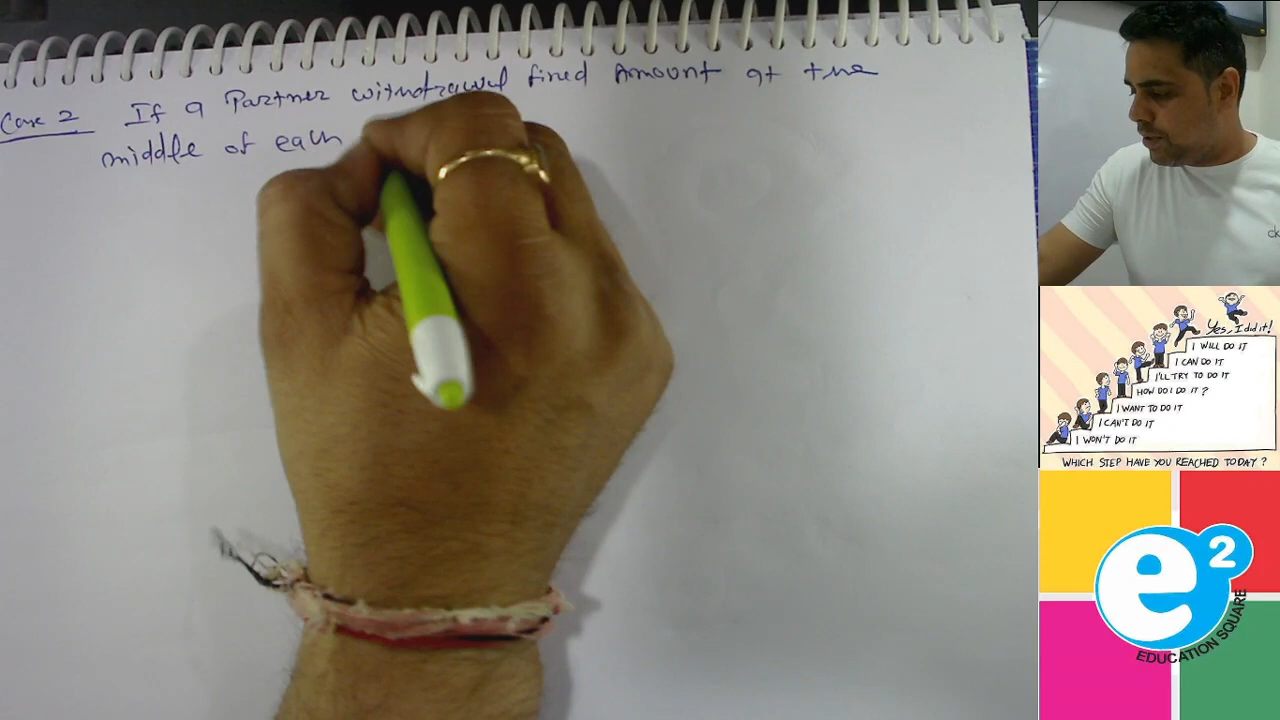 Case 2 If a Partner withdrawal fixed Amount at the
middle of each
Yes, I did it!
I WILL DO IT
I CAN DO IT
I'LL TRY TO DO IT
HOW DO I DO IT?
I WANT TO DO IT
I CAN'T DO IT
I WON'T DO IT
WHICH STEP HAVE YOU REACHED TODAY?
e2
EDUCATION SQUARE